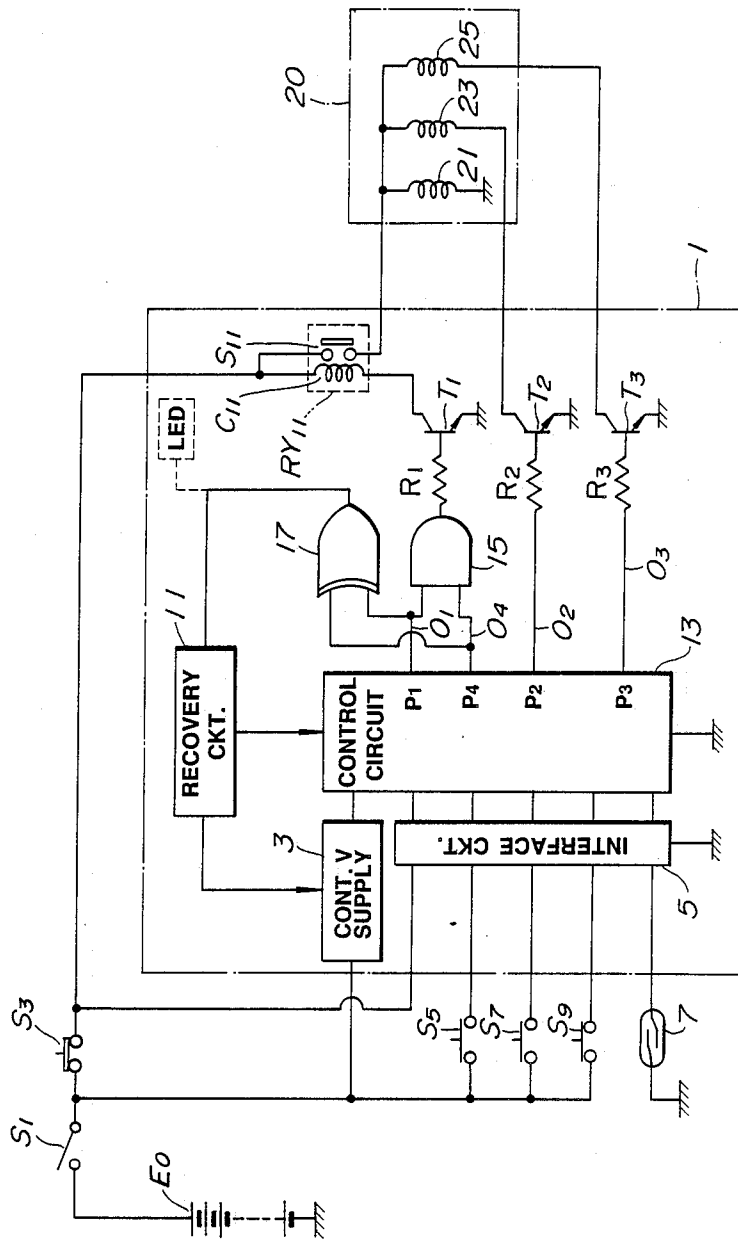 E0
S1
S3
3
CONT. V
SUPPLY
11
RECOVERY
CKT.
LED
17
C11
S11
RY11
20
21
23
25
1
S5
S7
S9
7
5
INTERFACE CKT.
CONTROL
CIRCUIT
P1
P4
P2
P3
13
O1
O4
O2
O3
15
R1
R2
R3
T1
T2
T3